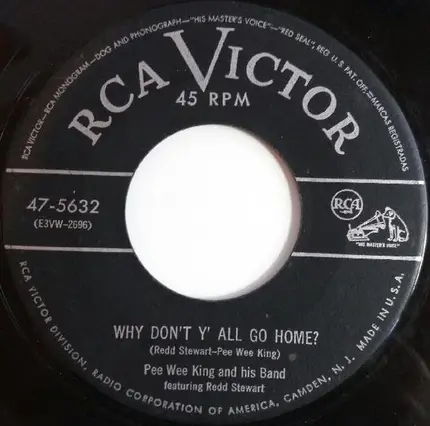 RCA VICTOR—RCA MONOGRAM—DOG AND PHONOGRAPH—"HIS MASTER'S VOICE"—"RED SEAL", REG. U.S. PAT. OFF.—MARCAS REGISTRADAS
RCA VICTOR
45 RPM
47-5632
(E3VW-2696)
RCA
"HIS MASTER'S VOICE"
WHY DON'T Y' ALL GO HOME?
(Redd Stewart-Pee Wee King)
Pee Wee King and his Band
featuring Redd Stewart
RCA VICTOR DIVISION, RADIO CORPORATION OF AMERICA, CAMDEN, N. J. MADE IN U.S.A.